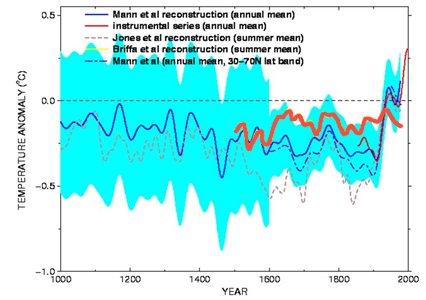 Mann et al reconstruction (annual mean)
instrumental series (annual mean)
Jones et al reconstruction (summer mean)
Briffa et al reconstruction (summer mean)
Mann et al (annual mean, 30-70N lat band)
TEMPERATURE ANOMALY (°C)
0.5
0.0
-0.5
-1.0
1000 1200 1400 1600 1800 2000
YEAR